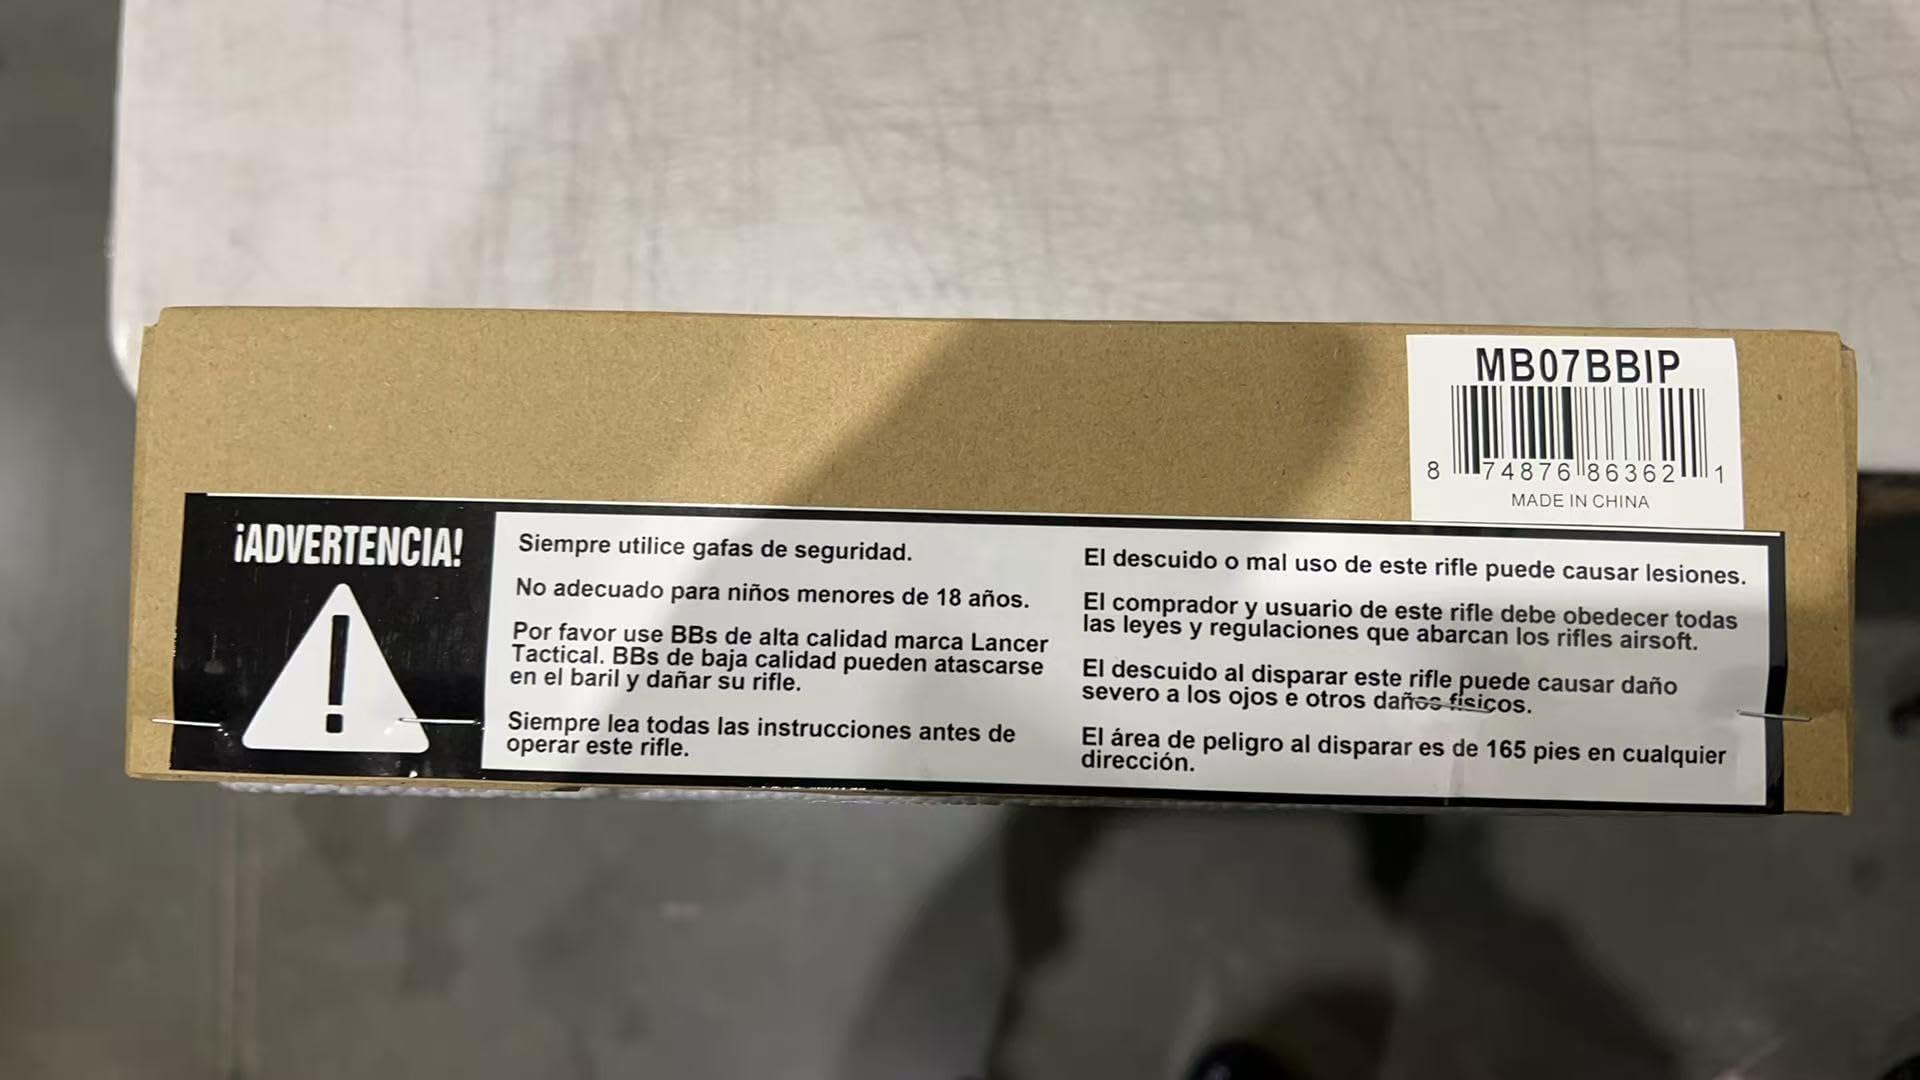 MB07BBIP
8 74876 86362 1
MADE IN CHINA
¡ADVERTENCIA!
Siempre utilice gafas de seguridad.
No adecuado para niños menores de 18 años.
Por favor use BBs de alta calidad marca Lancer
Tactical. BBs de baja calidad pueden atascarse
en el baril y dañar su rifle.
Siempre lea todas las instrucciones antes de
operar este rifle.
El descuido o mal uso de este rifle puede causar lesiones.
El comprador y usuario de este rifle debe obedecer todas
las leyes y regulaciones que abarcan los rifles airsoft.
El descuido al disparar este rifle puede causar daño
severo a los ojos e otros daños físicos.
El área de peligro al disparar es de 165 pies en cualquier
dirección.